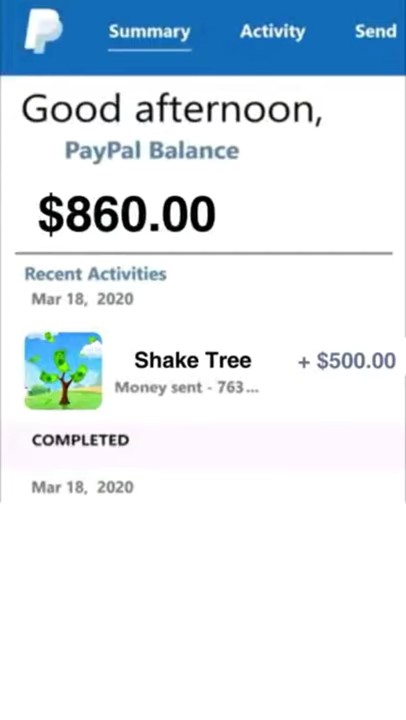 Summary Activity Send
Good afternoon,
PayPal Balance
$860.00
Recent Activities
Mar 18, 2020
Shake Tree + $500.00
Money sent - 763...
COMPLETED
Mar 18, 2020